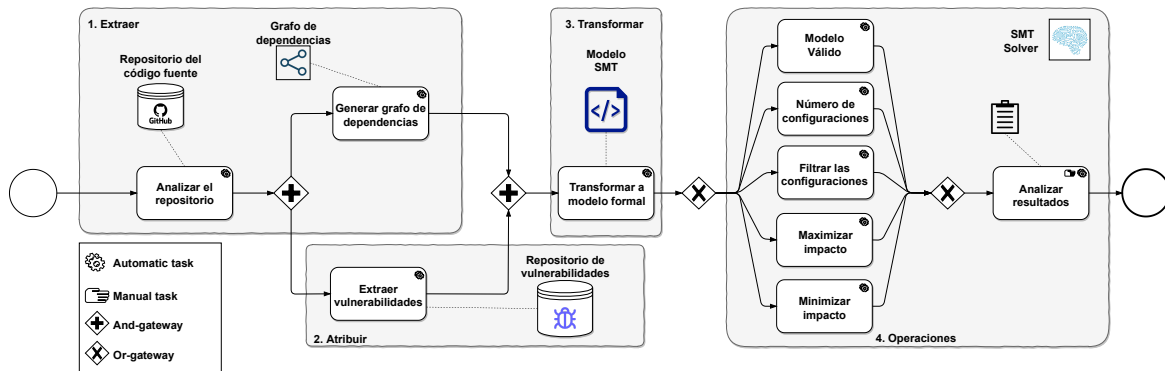 1. Extraer
Repositorio del
código fuente
GitHub
Grafo de
dependencias
Generar grafo de
dependencias
Analizar el
repositorio
Extraer
vulnerabilidades
Repositorio de
vulnerabilidades
2. Atribuir
3. Transformar
Modelo
SMT
</>
Transformar a
modelo formal
Modelo
Válido
Número de
configuraciones
Filtrar las
configuraciones
Maximizar
impacto
Minimizar
impacto
SMT
Solver
Analizar
resultados
4. Operaciones
Automatic task
Manual task
And-gateway
Or-gateway